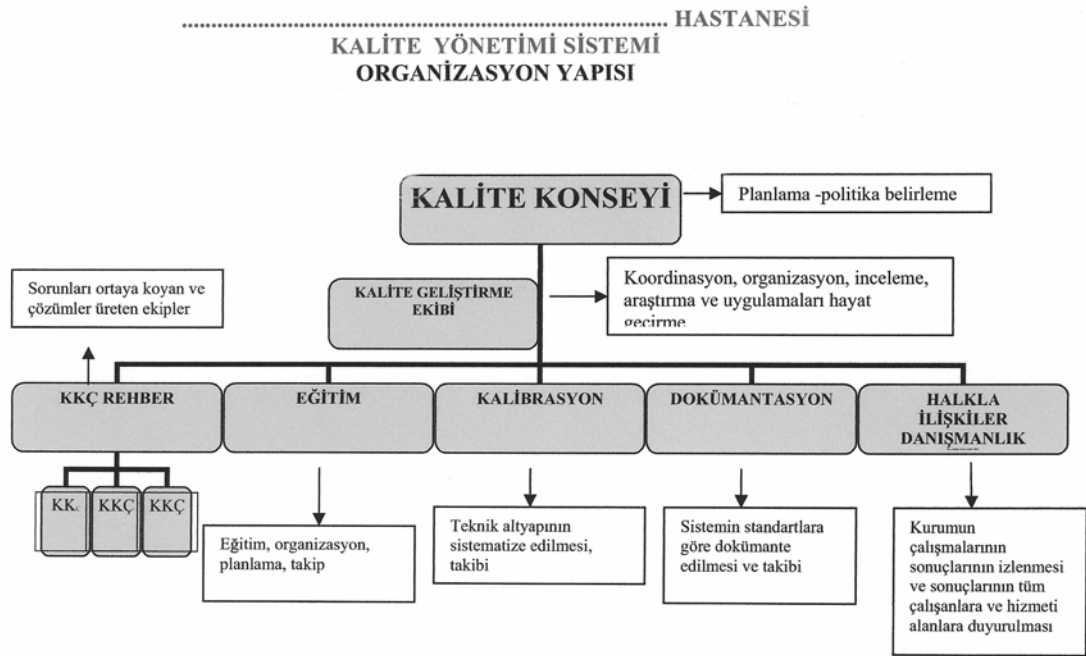 ........................................................................ HASTANESİ
KALİTE YÖNETİMİ SİSTEMİ
ORGANİZASYON YAPISI
KALİTE KONSEYİ
Planlama -politika belirleme
Sorunları ortaya koyan ve
çözümler üreten ekipler
KALİTE GELİŞTİRME
EKİBİ
Koordinasyon, organizasyon, inceleme,
araştırma ve uygulamaları hayat
geçirme
KKÇ REHBER
EĞİTİM
KALİBRASYON
DOKÜMANTASYON
HALKLA
İLİŞKİLER
DANIŞMANLIK
KKÇ
KKÇ
Eğitim, organizasyon,
planlama, takip
Teknik altyapının
sistematize edilmesi,
takibi
Sistemin standartlara
göre dokümante
edilmesi ve takibi
Kurumun
çalışmalarının
sonuçlarının izlenmesi
ve sonuçlarının tüm
çalışanlara ve hizmeti
alanlara duyurulması